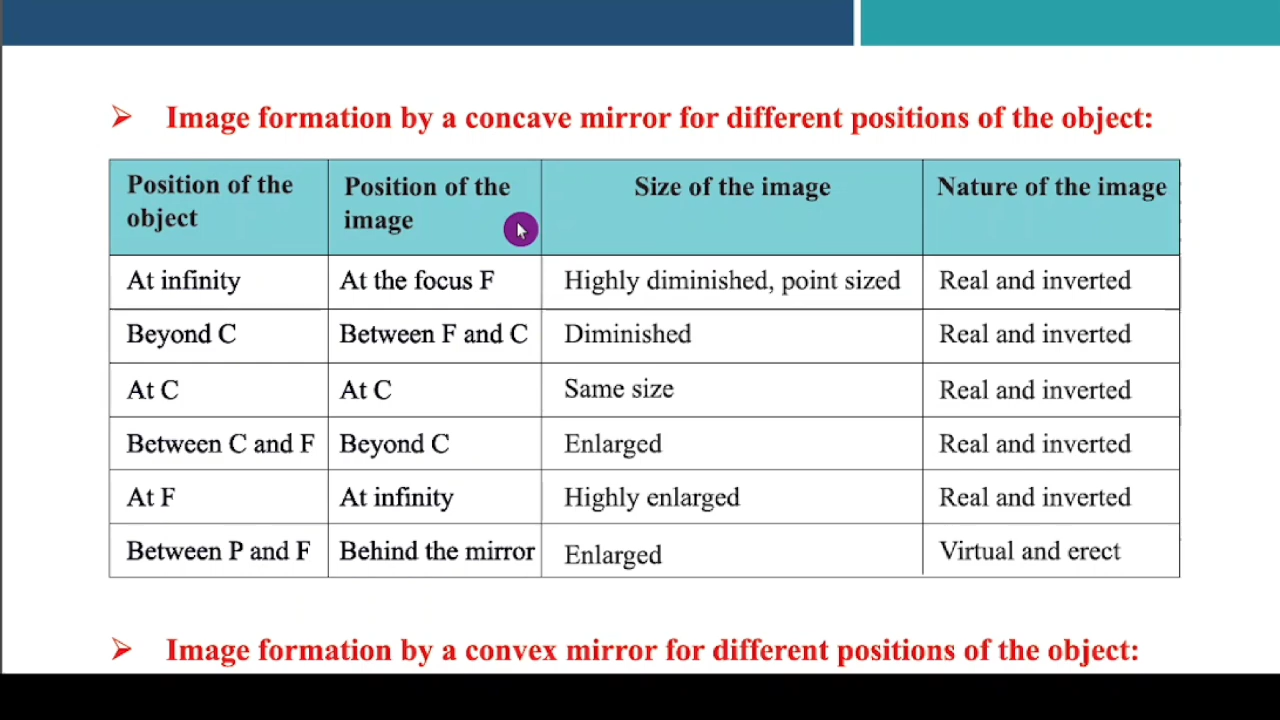 ➢ Image formation by a concave mirror for different positions of the object:
Position of the object | Position of the image | Size of the image | Nature of the image
At infinity | At the focus F | Highly diminished, point sized | Real and inverted
Beyond C | Between F and C | Diminished | Real and inverted
At C | At C | Same size | Real and inverted
Between C and F | Beyond C | Enlarged | Real and inverted
At F | At infinity | Highly enlarged | Real and inverted
Between P and F | Behind the mirror | Enlarged | Virtual and erect
➢ Image formation by a convex mirror for different positions of the object: